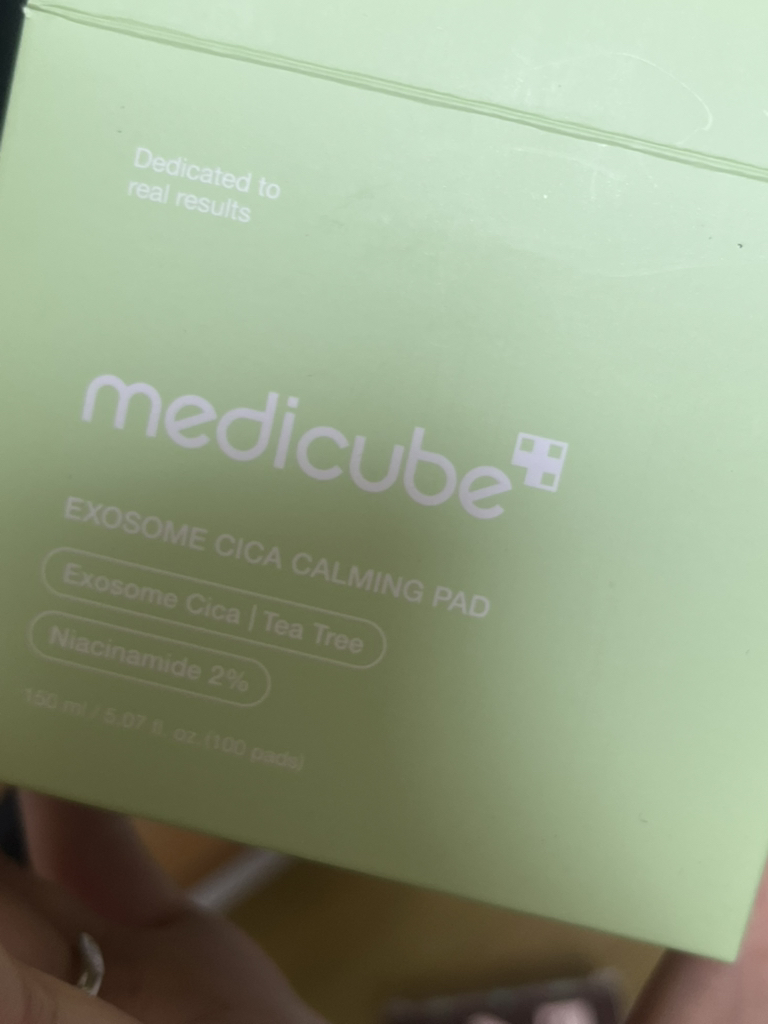 Dedicated to
real results
medicube
EXOSOME CICA CALMING PAD
Exosome Cica | Tea Tree
Niacinamide 2%
150 ml / 5.07 fl. oz. (100 pads)